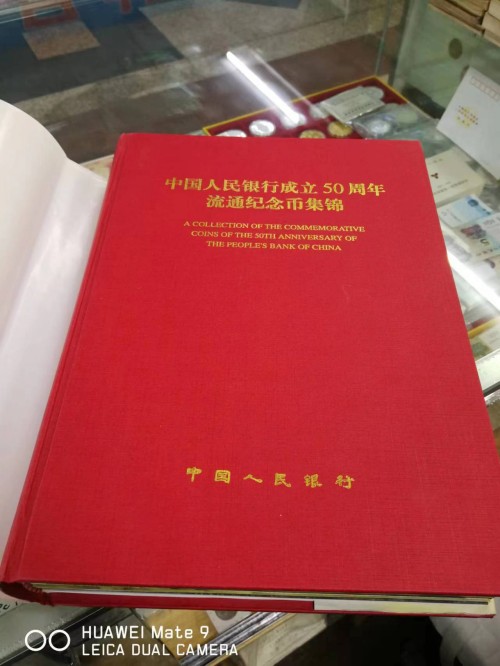 中国人民银行成立 50 周年
流通纪念币集锦
A COLLECTION OF THE COMMEMORATIVE
COINS OF THE 50TH ANNIVERSARY OF
THE PEOPLE'S BANK OF CHINA
中国人民银行
HUAWEI Mate 9
LEICA DUAL CAMERA